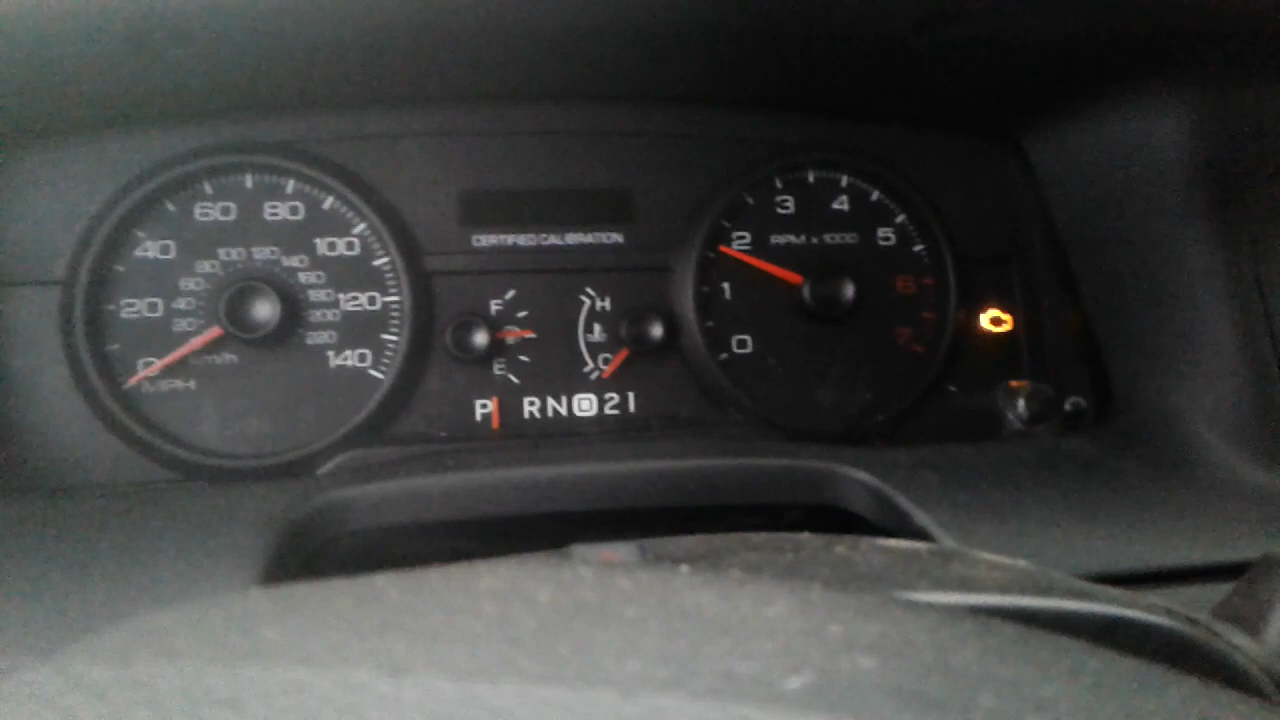 60 80
40 100
20 120
0 140
MPH
100 120
80 140
60 160
40 180
20 200
220
km/h
CERTIFIED CALIBRATION
F
E
H
C
P R N D 2 1
3 4
2 RPM x 1000 5
1 6
0 7